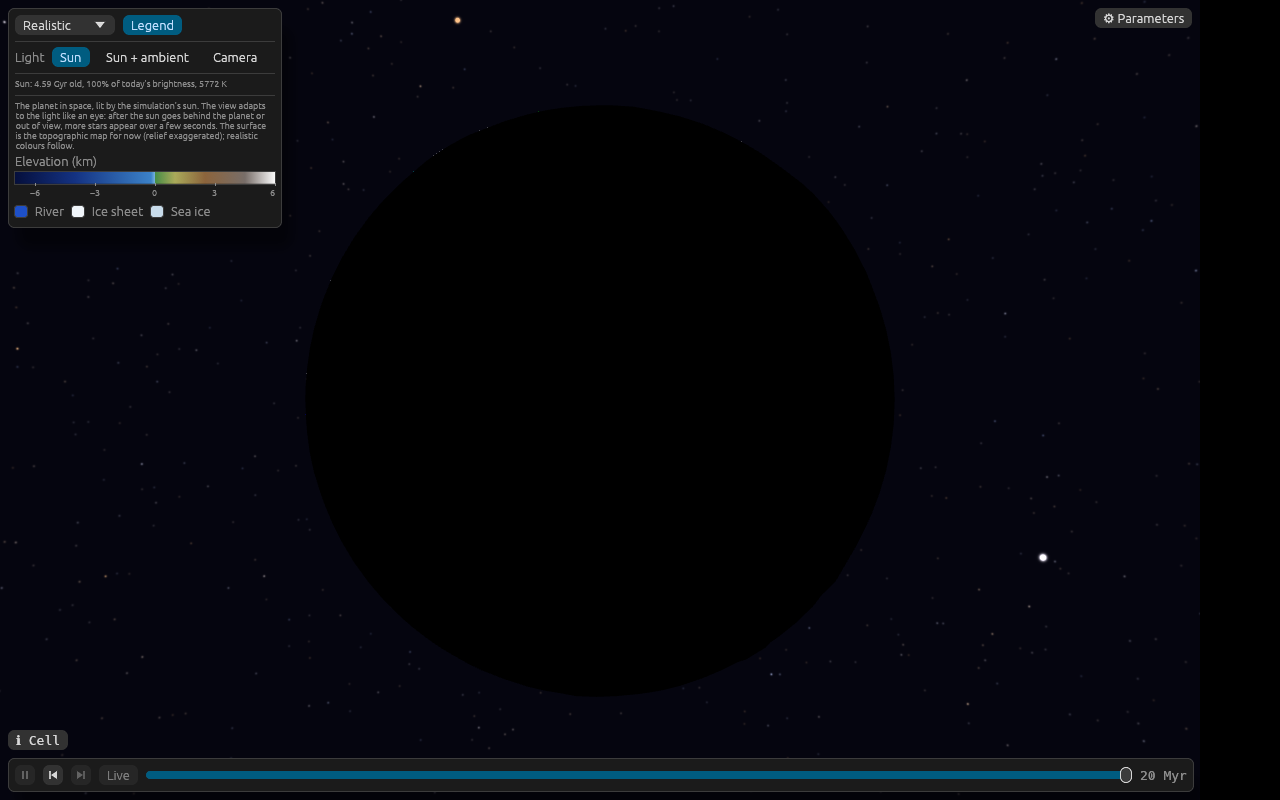 Realistic
Legend
⚙ Parameters
Light Sun Sun + ambient Camera
Sun: 4.59 Gyr old, 100% of today's brightness, 5772 K
The planet in space, lit by the simulation's sun. The view adapts
to the light like an eye: after the sun goes behind the planet or
out of view, more stars appear over a few seconds. The surface
is the topographic map for now (relief exaggerated); realistic
colours follow.
Elevation (km)
−6 −3 0 3 6
River Ice sheet Sea ice
ℹ Cell
Live 20 Myr